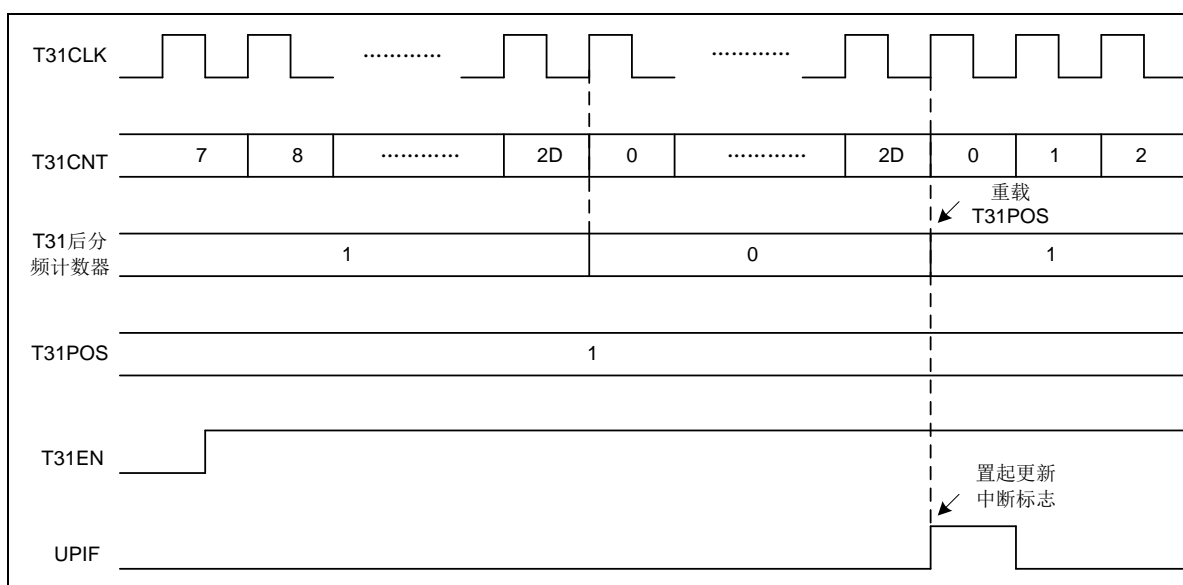 T31CLK
…………
…………
T31CNT
7
8
…………
2D
0
…………
2D
0
1
2
重载
T31POS
T31后分
频计数器
1
0
1
T31POS
1
T31EN
置起更新
中断标志
UPIF